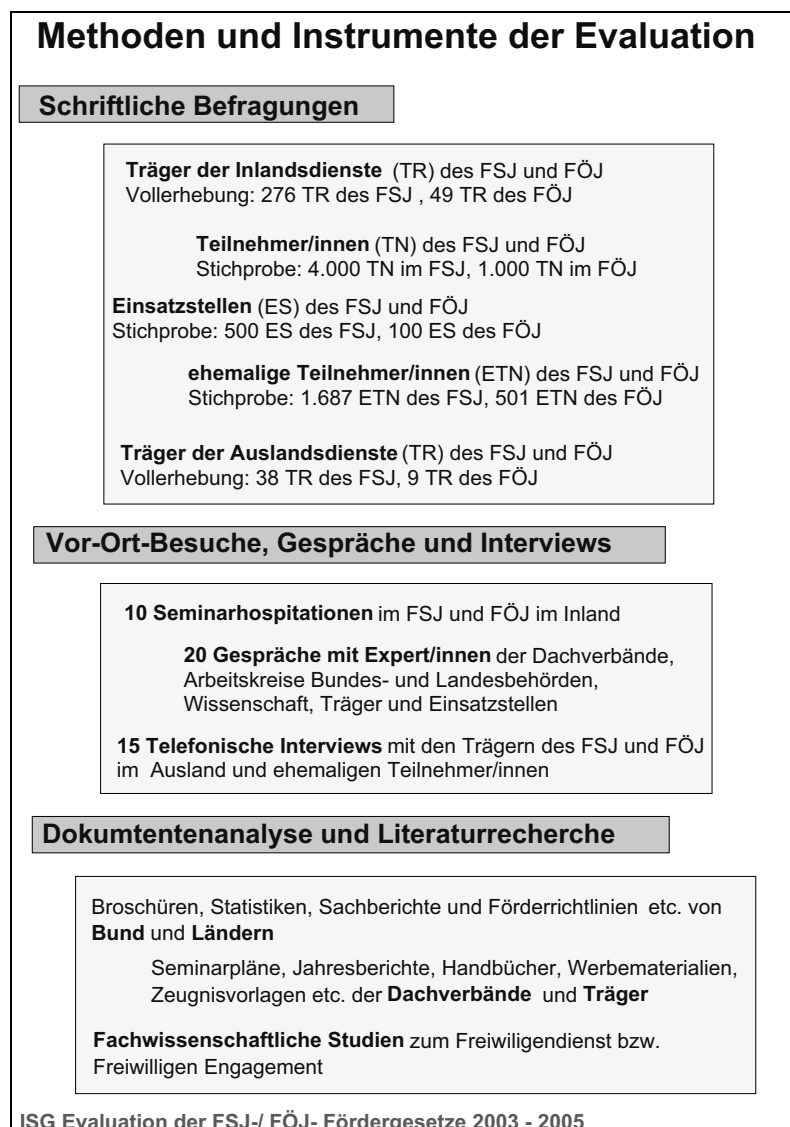 Methoden und Instrumente der Evaluation
Schriftliche Befragungen
Träger der Inlandsdienste (TR) des FSJ und FÖJ
Vollerhebung: 276 TR des FSJ , 49 TR des FÖJ
Teilnehmer/innen (TN) des FSJ und FÖJ
Stichprobe: 4.000 TN im FSJ, 1.000 TN im FÖJ
Einsatzstellen (ES) des FSJ und FÖJ
Stichprobe: 500 ES des FSJ, 100 ES des FÖJ
ehemalige Teilnehmer/innen (ETN) des FSJ und FÖJ
Stichprobe: 1.687 ETN des FSJ, 501 ETN des FÖJ
Träger der Auslandsdienste (TR) des FSJ und FÖJ
Vollerhebung: 38 TR des FSJ, 9 TR des FÖJ
Vor-Ort-Besuche, Gespräche und Interviews
10 Seminarhospitationen im FSJ und FÖJ im Inland
20 Gespräche mit Expert/innen der Dachverbände,
Arbeitskreise Bundes- und Landesbehörden,
Wissenschaft, Träger und Einsatzstellen
15 Telefonische Interviews mit den Trägern des FSJ und FÖJ
im Ausland und ehemaligen Teilnehmer/innen
Dokumtentenanalyse und Literaturrecherche
Broschüren, Statistiken, Sachberichte und Förderrichtlinien etc. von
Bund und Ländern
Seminarpläne, Jahresberichte, Handbücher, Werbematerialien,
Zeugnisvorlagen etc. der Dachverbände und Träger
Fachwissenschaftliche Studien zum Freiwiligendienst bzw.
Freiwilligen Engagement
ISG Evaluation der FSJ-/ FÖJ- Fördergesetze 2003 - 2005